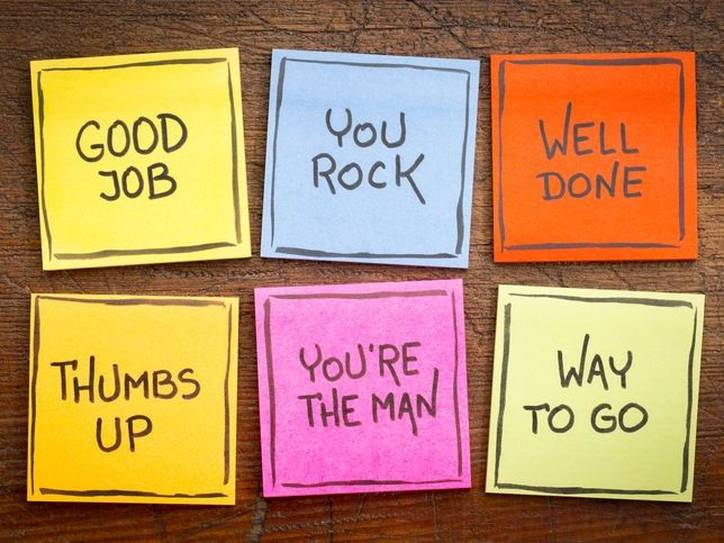 GOOD
JOB
YOU
ROCK
WELL
DONE
THUMBS
UP
YOU'RE
THE MAN
WAY
TO GO